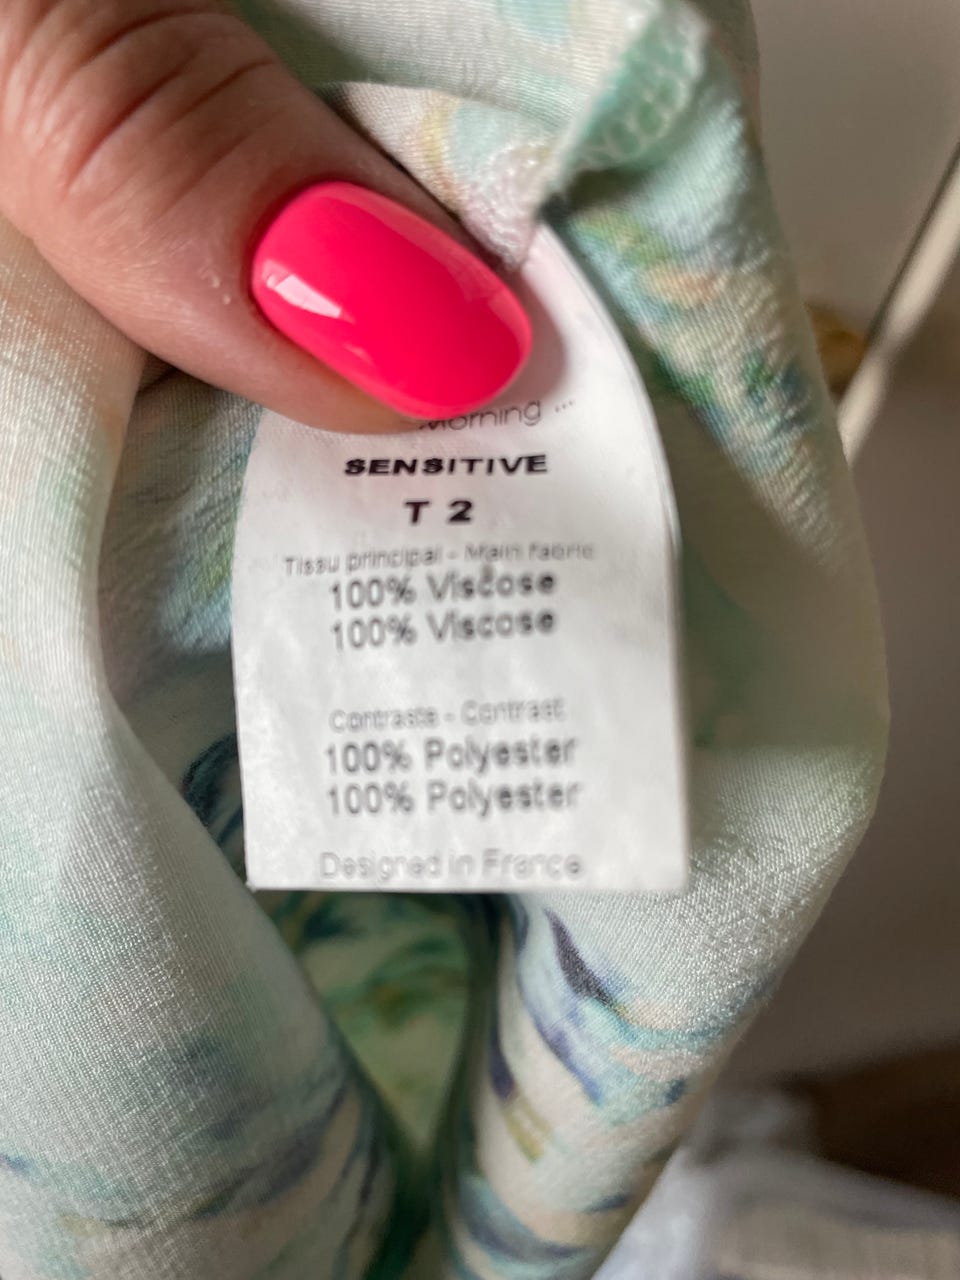 Morning ...
SENSITIVE
T 2
Tissu principal - Main fabric
100% Viscose
100% Viscose
Contraste - Contrast
100% Polyester
100% Polyester
Designed in France